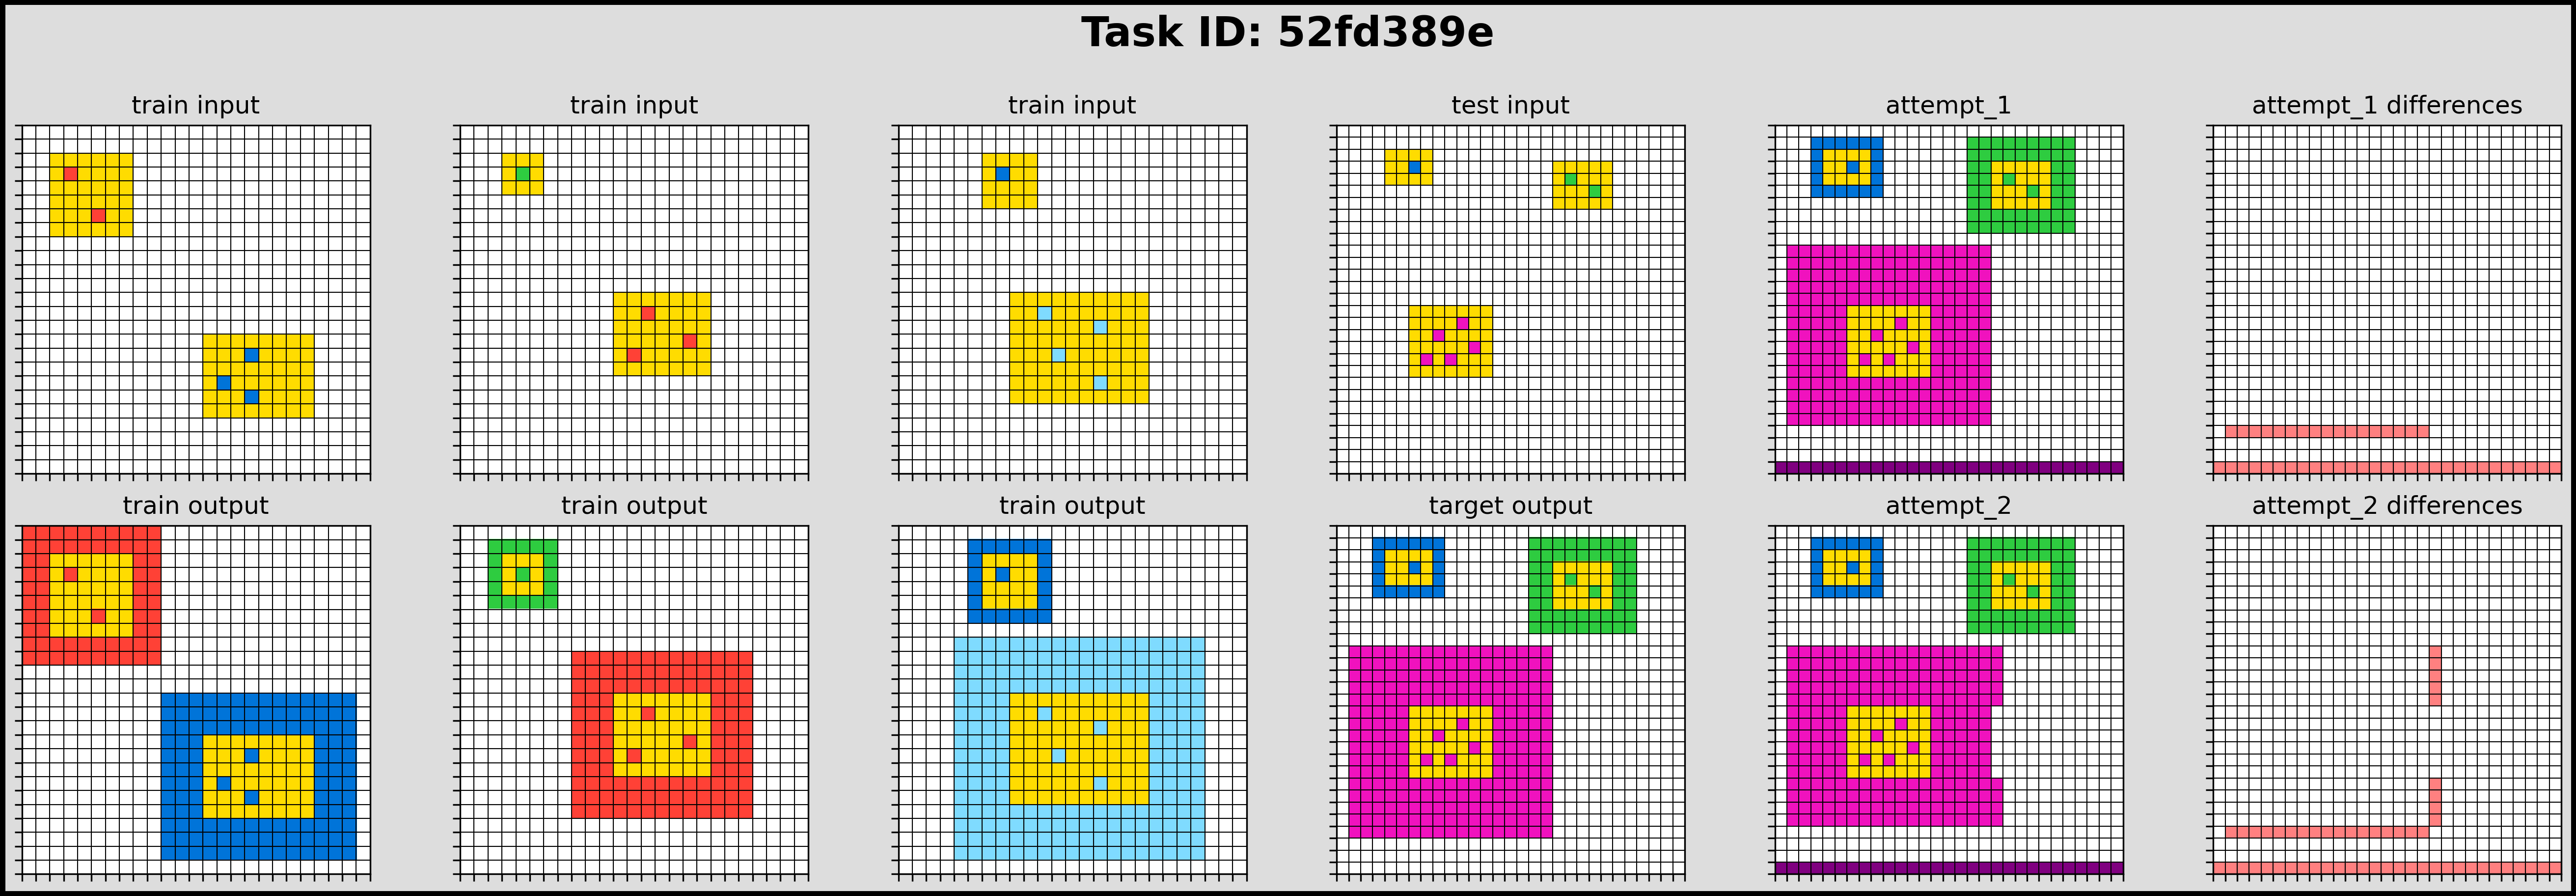 Task ID: 52fd389e
train input
train input
train input
test input
attempt_1
attempt_1 differences
train output
train output
train output
target output
attempt_2
attempt_2 differences